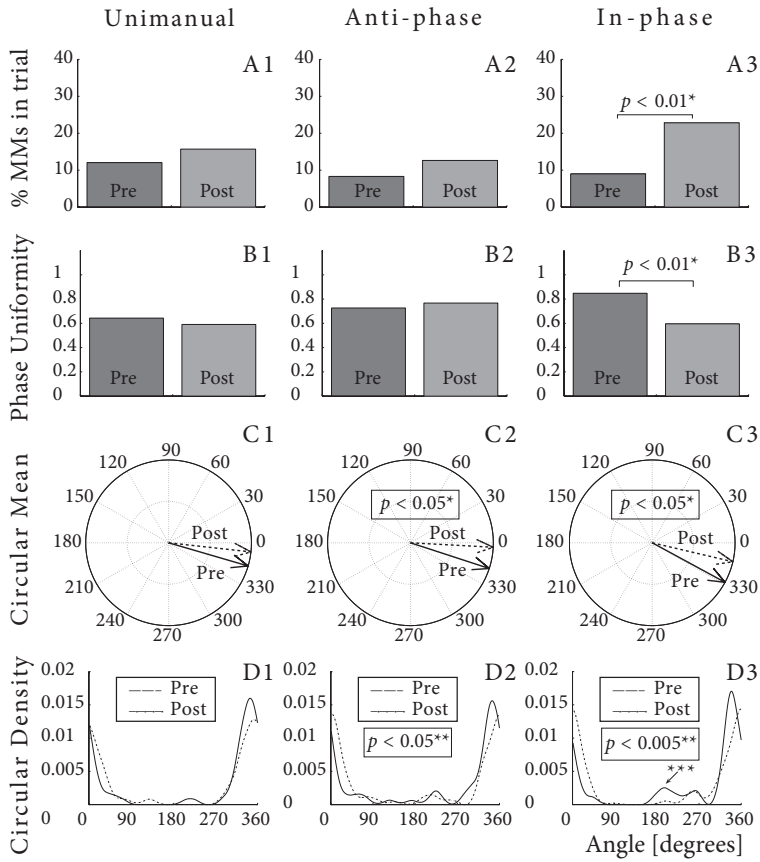 Unimanual Anti-phase In-phase
% MMs in trial
A1
40
30
20
10
0
Pre
Post
A2
40
30
20
10
0
Pre
Post
A3
40
30
20
10
0
p < 0.01*
Pre
Post
Phase Uniformity
B1
1
0.8
0.6
0.4
0.2
0
Pre
Post
B2
1
0.8
0.6
0.4
0.2
0
Pre
Post
B3
1
0.8
0.6
0.4
0.2
0
p < 0.01*
Pre
Post
Circular Mean
C1
90
120 60
150 30
180 0
210 330
240 300
270
Post
Pre
C2
90
120 60
150 30
180 0
210 330
240 300
270
p < 0.05*
Post
Pre
C3
90
120 60
150 30
180 0
210 330
240 300
270
p < 0.05*
Post
Pre
Circular Density
D1
0.02
0.015
0.01
0.005
0
Pre
Post
0 90 180 270 360
D2
0.02
0.015
0.01
0.005
0
Pre
Post
p < 0.05**
0 90 180 270 360
D3
0.02
0.015
0.01
0.005
0
Pre
Post
p < 0.005**
***
0 90 180 270 360
Angle [degrees]